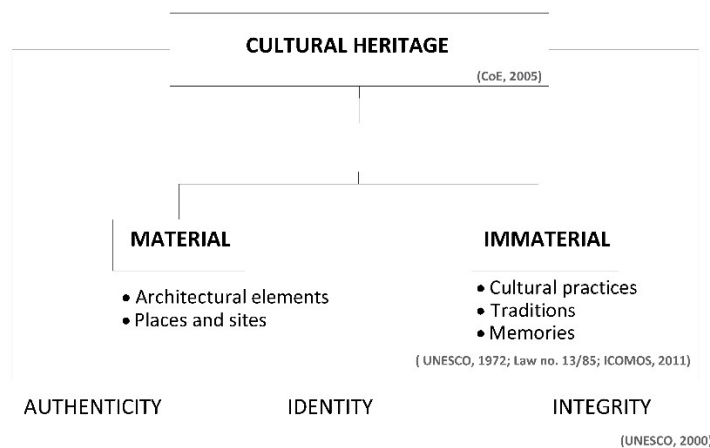 CULTURAL HERITAGE
(CoE, 2005)
MATERIAL
IMMATERIAL
• Architectural elements
• Places and sites
• Cultural practices
• Traditions
• Memories
( UNESCO, 1972; Law no. 13/85; ICOMOS, 2011)
AUTHENTICITY IDENTITY INTEGRITY
(UNESCO, 2000)